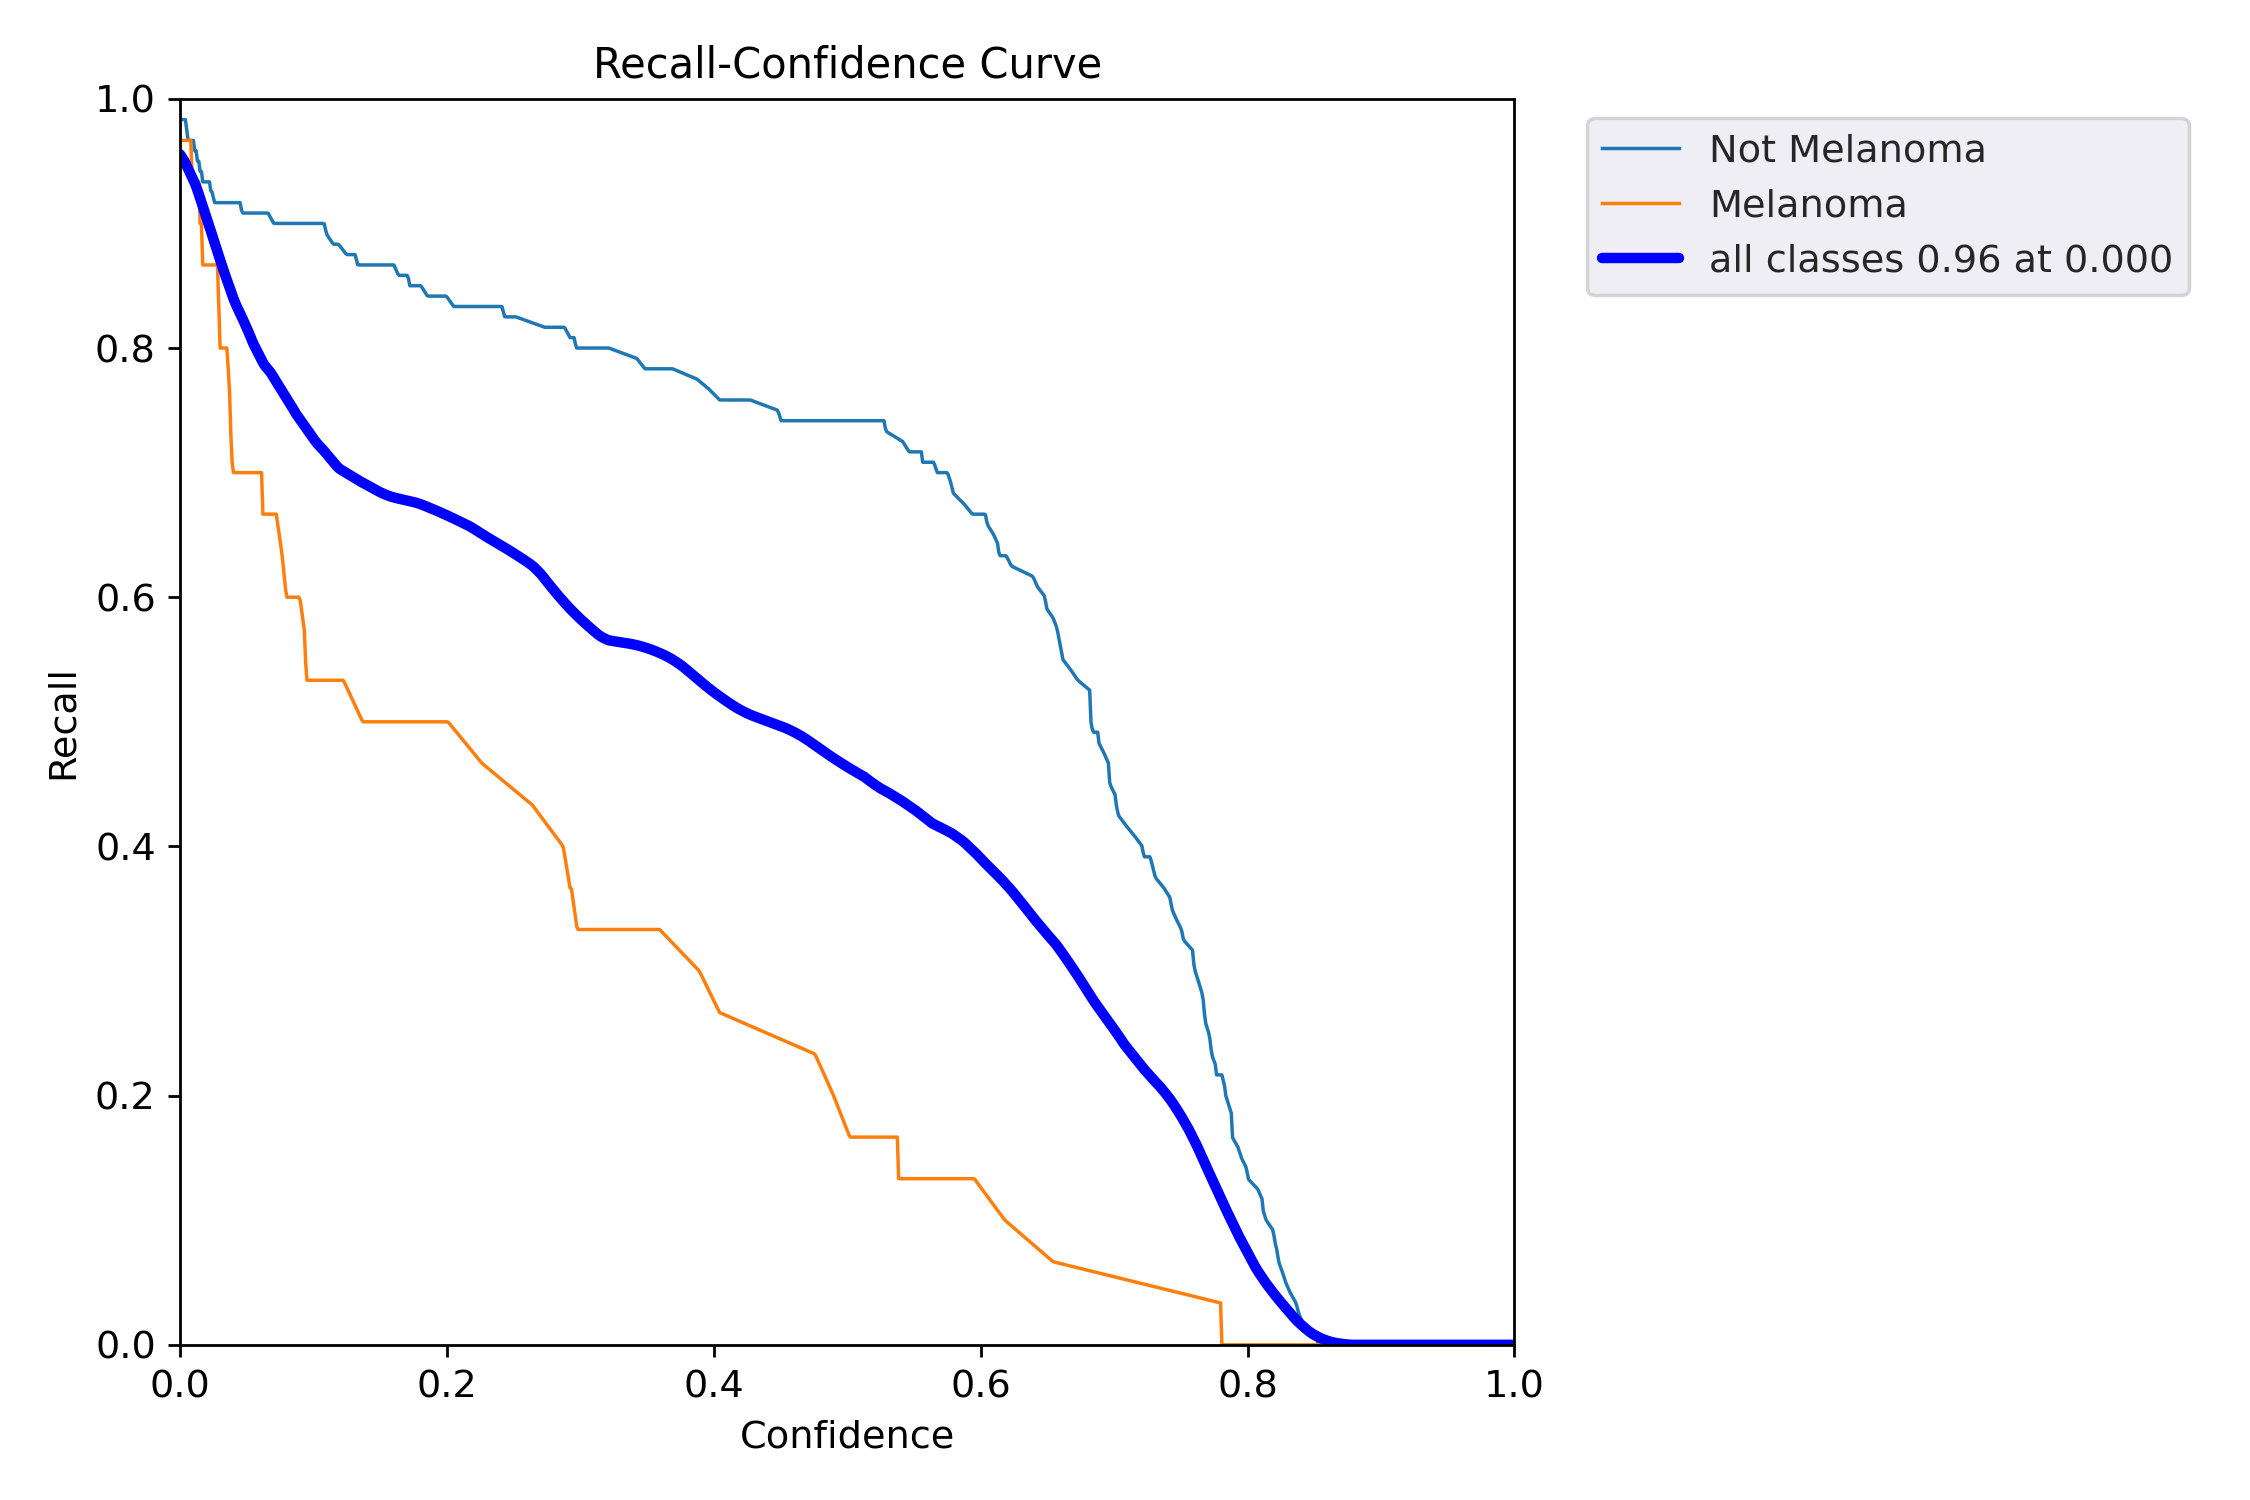 Recall-Confidence Curve
1.0
0.8
0.6
0.4
0.2
0.0
Recall
0.0 0.2 0.4 0.6 0.8 1.0
Confidence
Not Melanoma
Melanoma
all classes 0.96 at 0.000